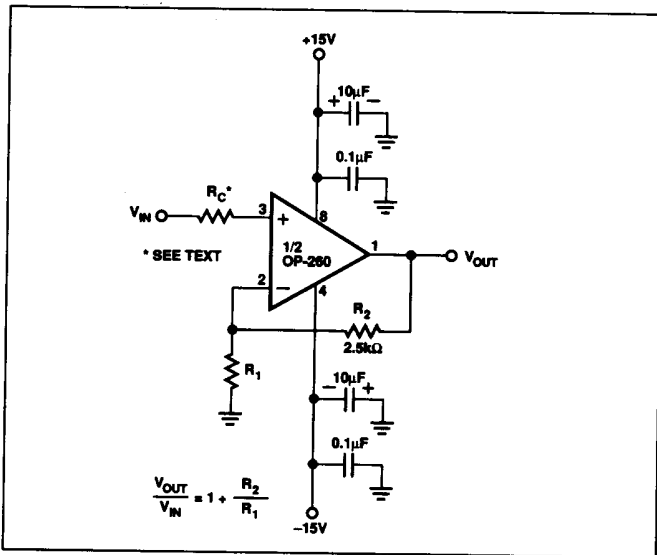 +15V
+ 10µF −
0.1µF
RC*
VIN
3
+
8
* SEE TEXT
1/2
OP-260
1
VOUT
2
−
4
R2
2.5kΩ
R1
− 10µF +
0.1µF
VOUT
VIN
= 1 +
R2
R1
−15V